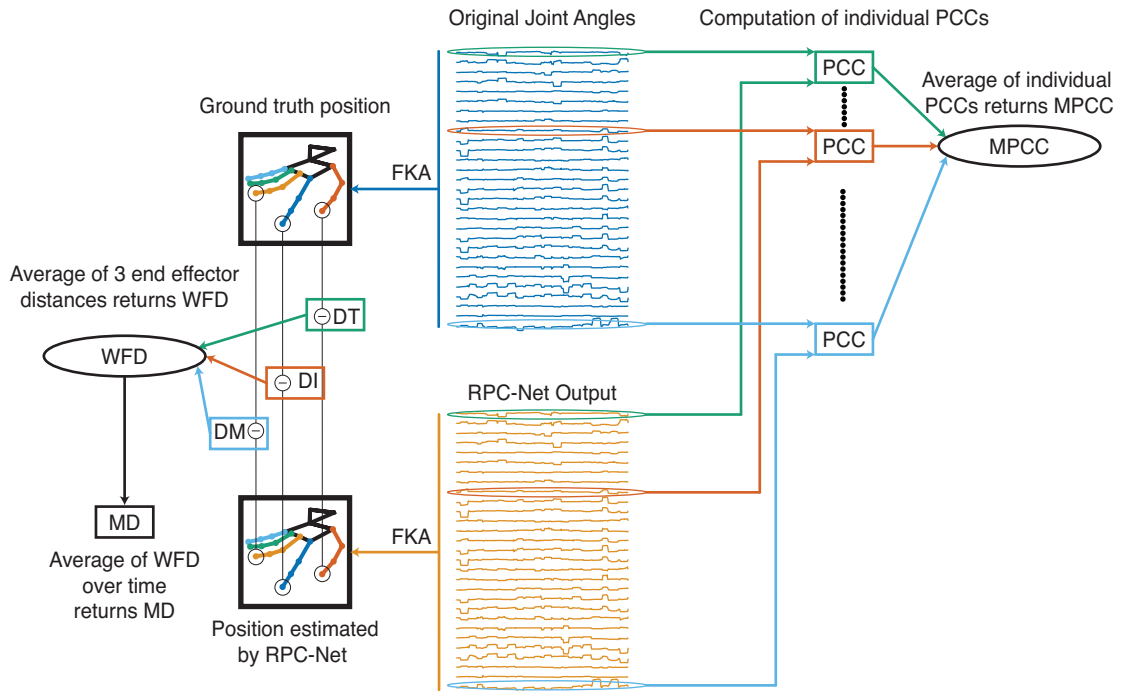 Original Joint Angles
Computation of individual PCCs
PCC
Average of individual
PCCs returns MPCC
Ground truth position
PCC
MPCC
FKA
Average of 3 end effector
distances returns WFD
DT
PCC
WFD
DI
RPC-Net Output
DM
MD
FKA
Average of WFD
over time
returns MD
Position estimated
by RPC-Net